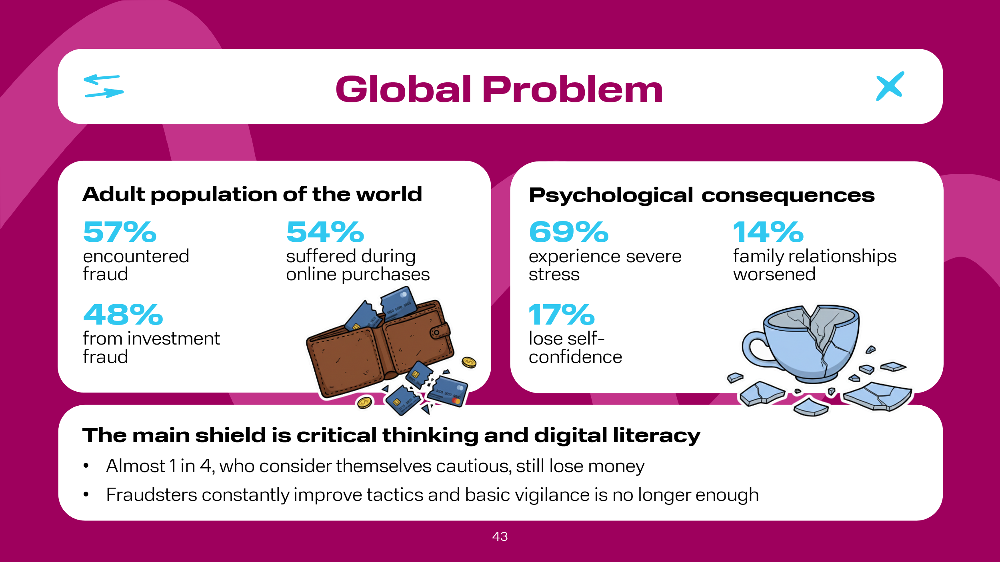 Global Problem
Adult population of the world
57%
encountered
fraud
54%
suffered during
online purchases
48%
from investment
fraud
Psychological consequences
69%
experience severe
stress
14%
family relationships
worsened
17%
lose self-
confidence
The main shield is critical thinking and digital literacy
• Almost 1 in 4, who consider themselves cautious, still lose money
• Fraudsters constantly improve tactics and basic vigilance is no longer enough
43